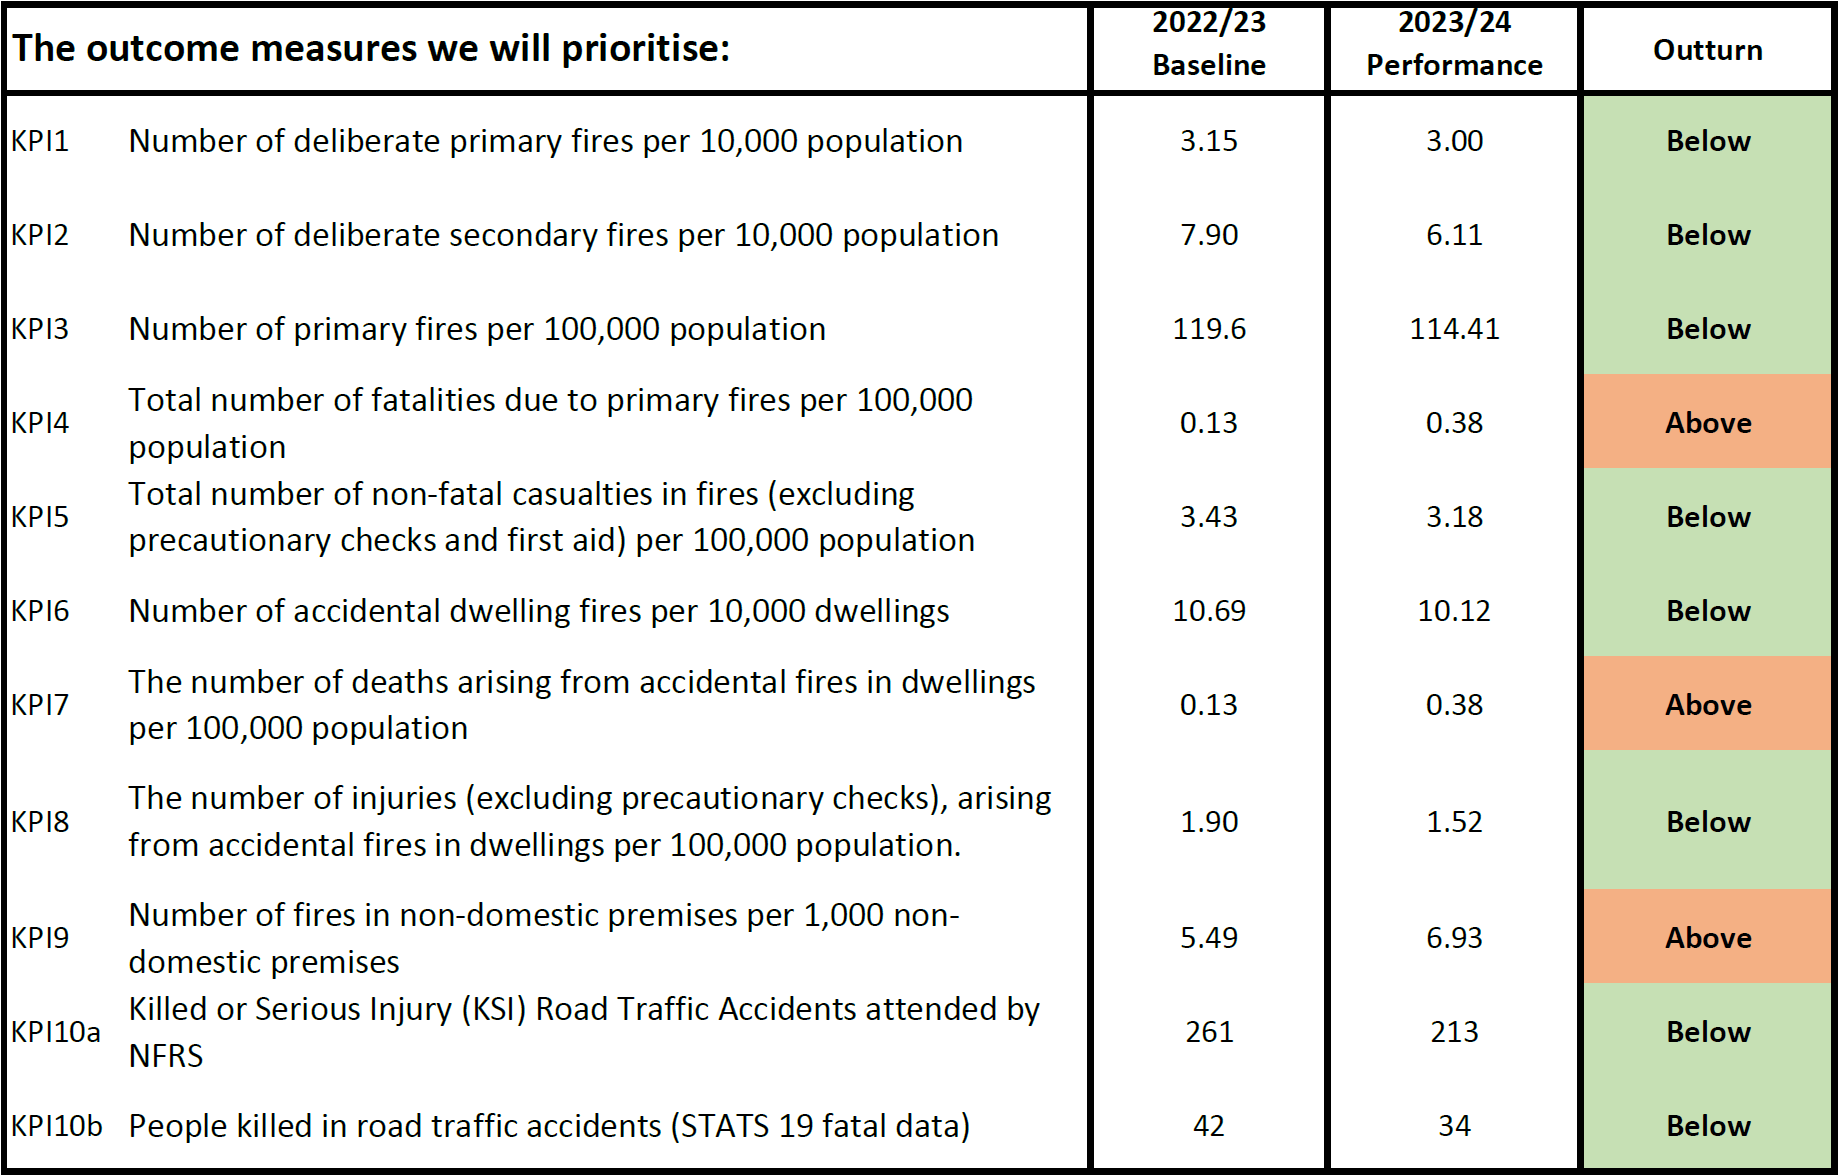 The outcome measures we will prioritise: 2022/23 Baseline 2023/24 Performance Outturn
KPI1 Number of deliberate primary fires per 10,000 population 3.15 3.00 Below
KPI2 Number of deliberate secondary fires per 10,000 population 7.90 6.11 Below
KPI3 Number of primary fires per 100,000 population 119.6 114.41 Below
Total number of fatalities due to primary fires per 100,000
KPI4 population 0.13 0.38 Above
Total number of non-fatal casualties in fires (excluding
KPI5 precautionary checks and first aid) per 100,000 population 3.43 3.18 Below
KPI6 Number of accidental dwelling fires per 10,000 dwellings 10.69 10.12 Below
The number of deaths arising from accidental fires in dwellings
KPI7 per 100,000 population 0.13 0.38 Above
The number of injuries (excluding precautionary checks), arising
KPI8 from accidental fires in dwellings per 100,000 population. 1.90 1.52 Below
Number of fires in non-domestic premises per 1,000 non-
KPI9 domestic premises 5.49 6.93 Above
Killed or Serious Injury (KSI) Road Traffic Accidents attended by
KPI10a NFRS 261 213 Below
KPI10b People killed in road traffic accidents (STATS 19 fatal data) 42 34 Below